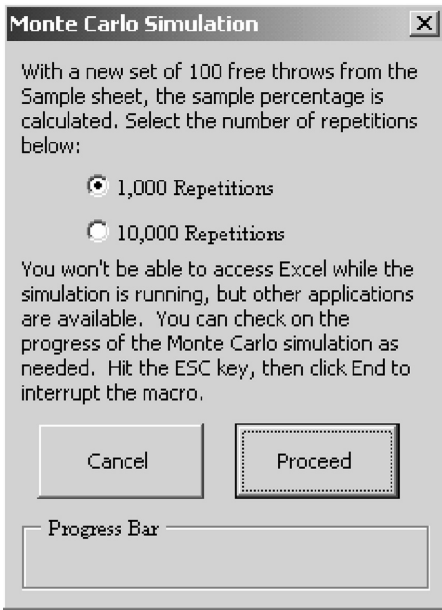 Monte Carlo Simulation
With a new set of 100 free throws from the
Sample sheet, the sample percentage is
calculated. Select the number of repetitions
below:
1,000 Repetitions
10,000 Repetitions
You won't be able to access Excel while the
simulation is running, but other applications
are available.  You can check on the
progress of the Monte Carlo simulation as
needed.  Hit the ESC key, then click End to
interrupt the macro.
Cancel Proceed
Progress Bar